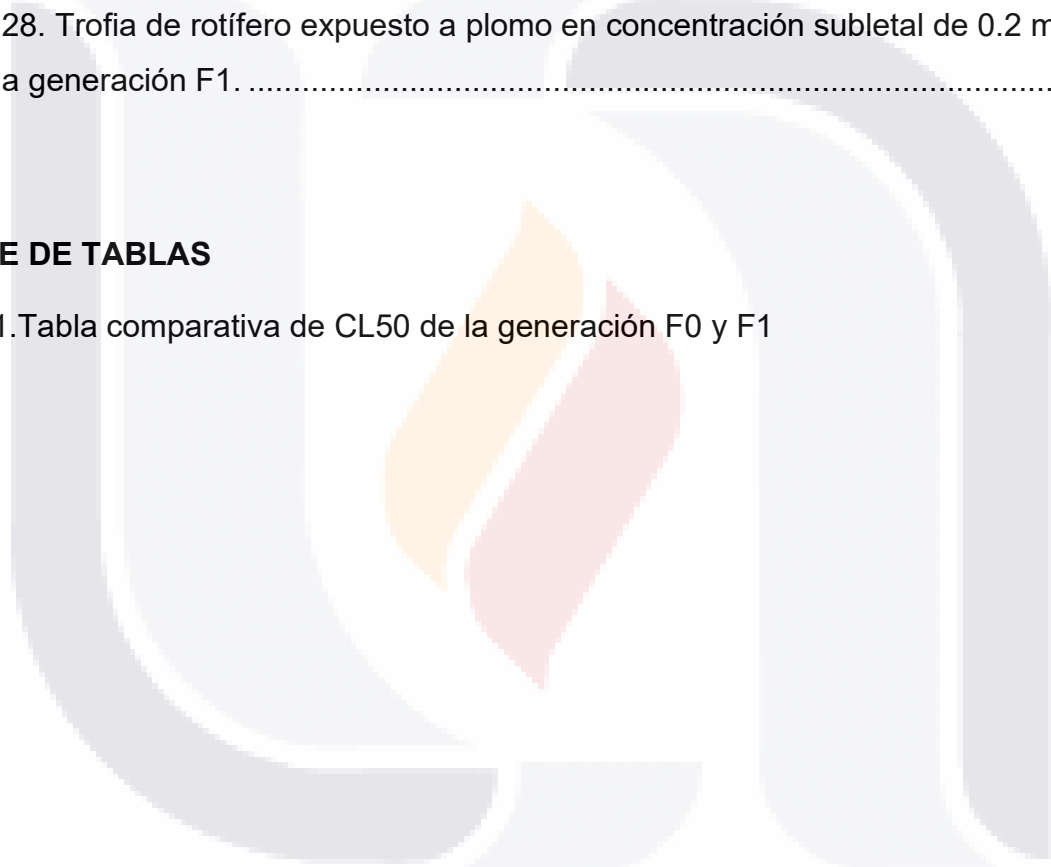 28. Trofia de rotífero expuesto a plomo en concentración subletal de 0.2 m
a generación F1. ................................................................................................
E DE TABLAS
1.Tabla comparativa de CL50 de la generación F0 y F1